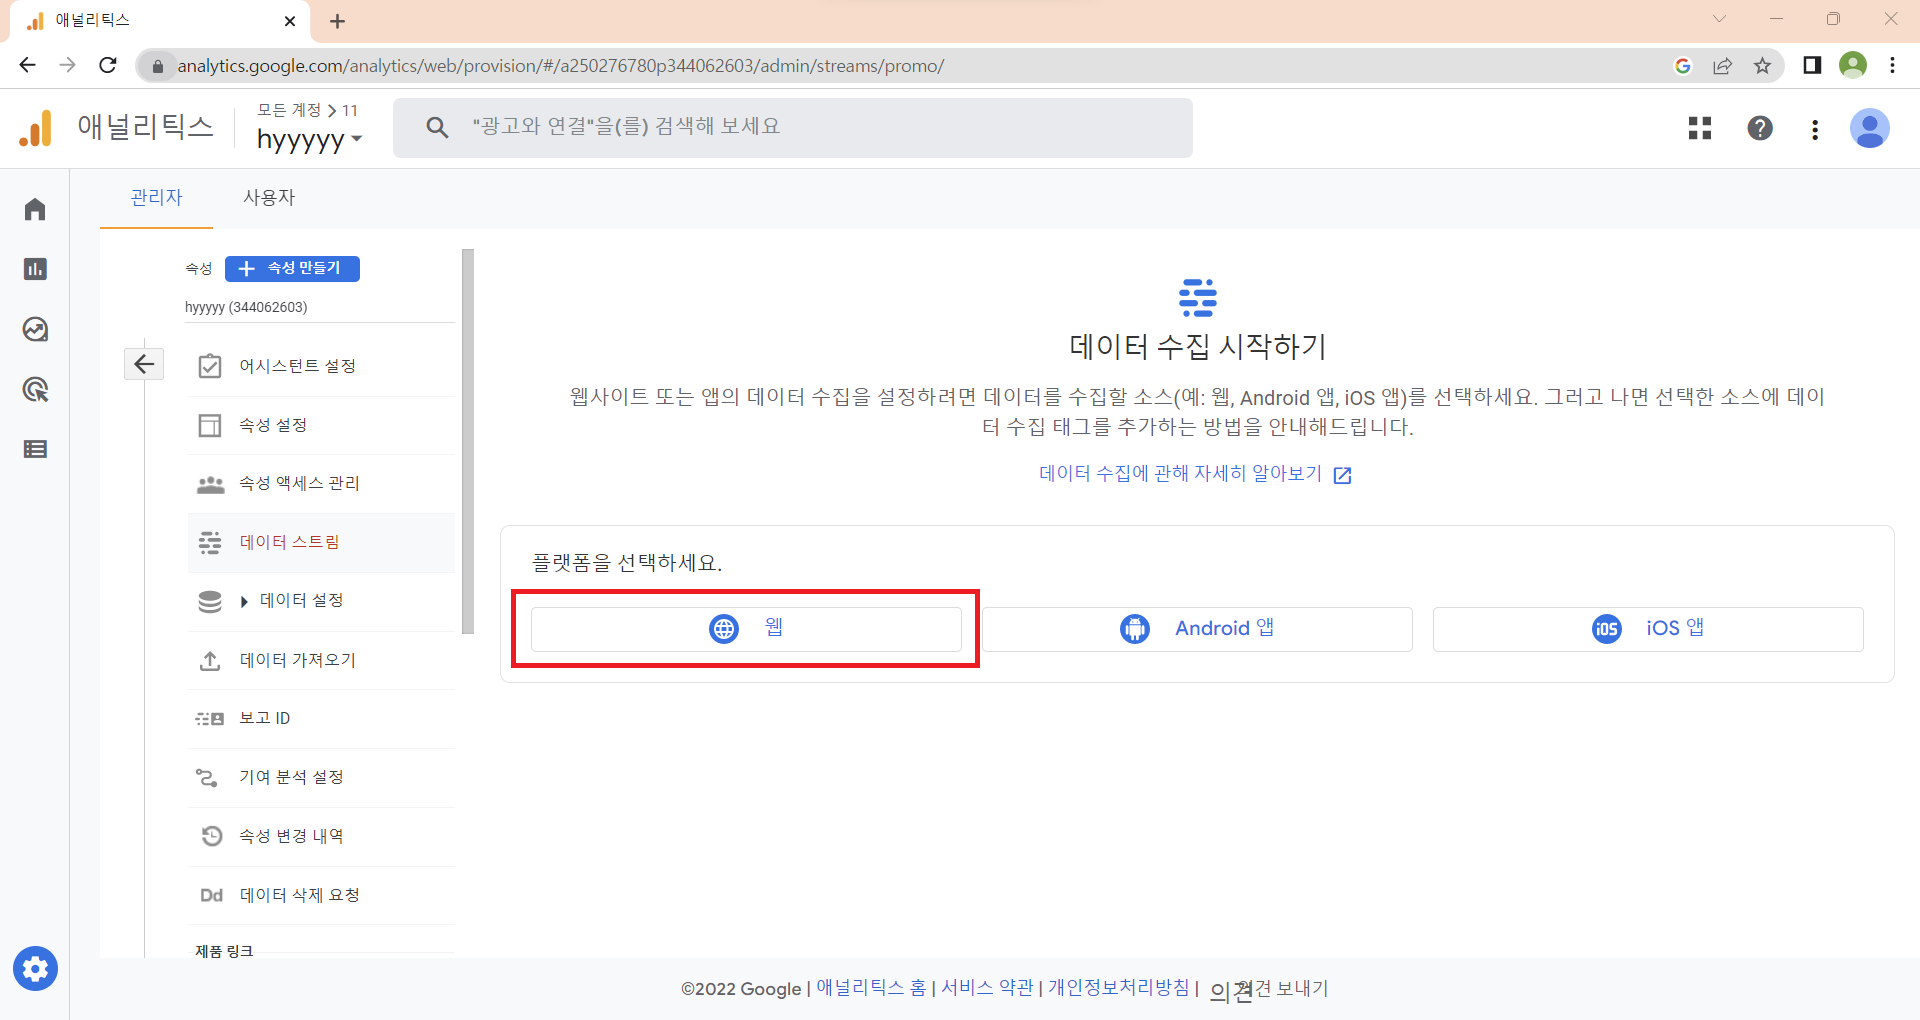 애널리틱스
analytics.google.com/analytics/web/provision/#/a250276780p344062603/admin/streams/promo/
애널리틱스
모든 계정 > 11
hyyyyy
"광고와 연결"을(를) 검색해 보세요
관리자
사용자
속성
속성 만들기
hyyyyy (344062603)
어시스턴트 설정
속성 설정
속성 액세스 관리
데이터 스트림
데이터 설정
데이터 가져오기
보고 ID
기여 분석 설정
속성 변경 내역
Dd 데이터 삭제 요청
제품 링크
데이터 수집 시작하기
웹사이트 또는 앱의 데이터 수집을 설정하려면 데이터를 수집할 소스(예: 웹, Android 앱, iOS 앱)를 선택하세요. 그러고 나면 선택한 소스에 데이
터 수집 태그를 추가하는 방법을 안내해드립니다.
데이터 수집에 관해 자세히 알아보기
플랫폼을 선택하세요.
웹
Android 앱
iOS iOS 앱
©2022 Google | 애널리틱스 홈 | 서비스 약관 | 개인정보처리방침 | 의견 의견 보내기